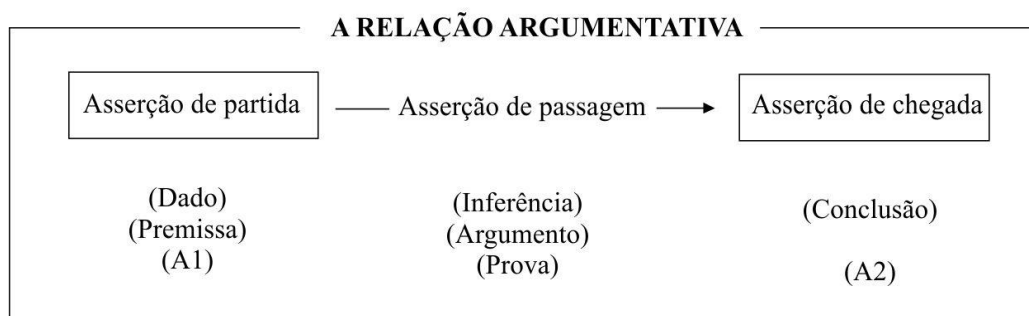 A RELAÇÃO ARGUMENTATIVA
Asserção de partida Asserção de passagem Asserção de chegada
(Dado) (Inferência) (Conclusão)
(Premissa) (Argumento)
(A1) (Prova) (A2)